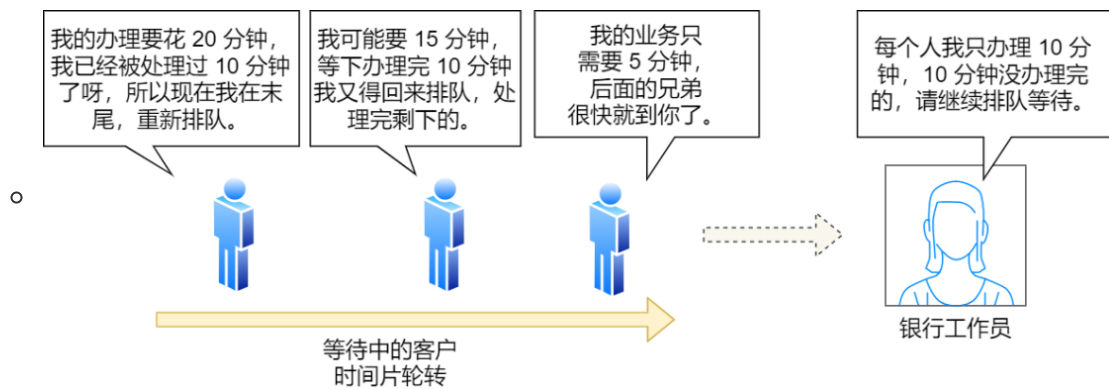 我的办理要花 20 分钟，
我已经被处理过 10 分钟
了呀，所以现在我在末
尾，重新排队。
我可能要 15 分钟，
等下办理完 10 分钟
我又得回来排队，处
理完剩下的。
我的业务只
需要 5 分钟，
后面的兄弟
很快就到你了。
每个人我只办理 10 分
钟，10 分钟没办理完
的，请继续排队等待。
银行工作员
等待中的客户
时间片轮转